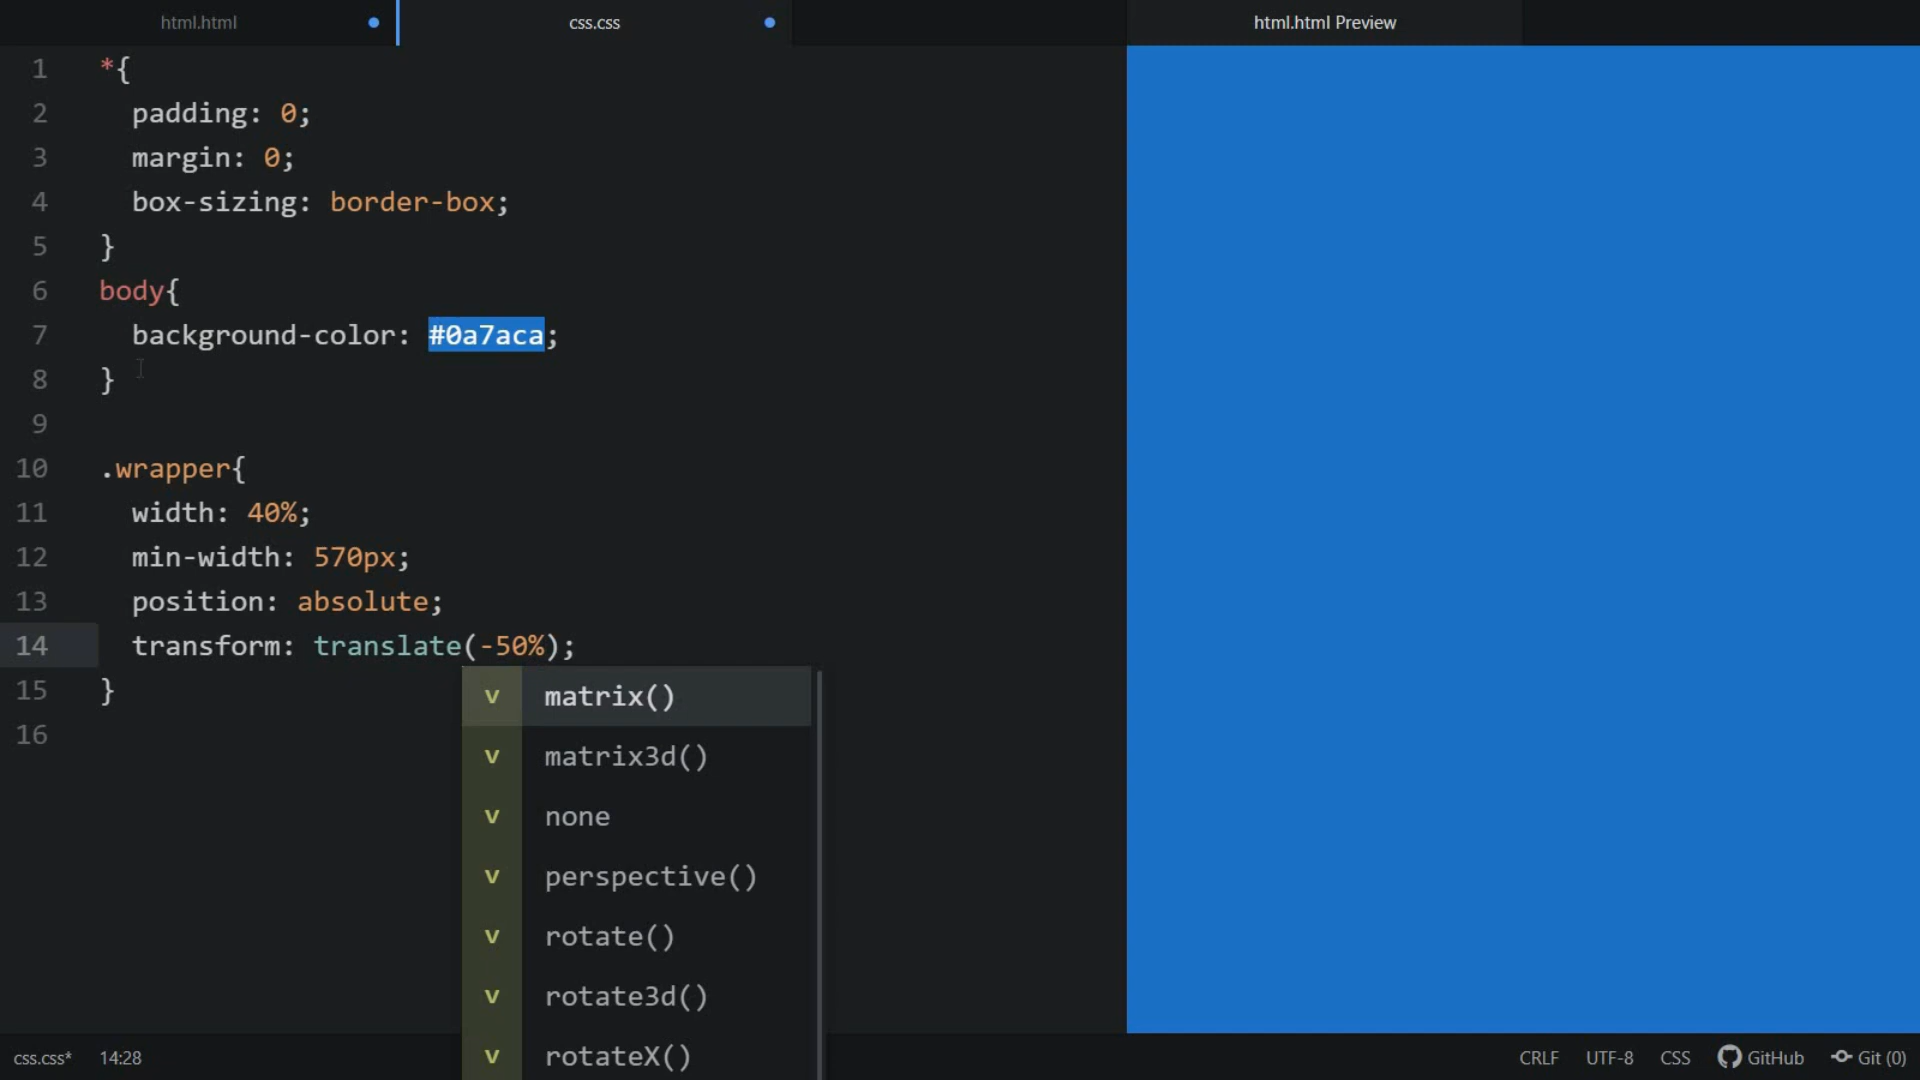 html.html
css.css
html.html Preview
1 *{
2 padding: 0;
3 margin: 0;
4 box-sizing: border-box;
5 }
6 body{
7 background-color: #0a7aca;
8 }
9
10 .wrapper{
11 width: 40%;
12 min-width: 570px;
13 position: absolute;
14 transform: translate(-50%);
15 }
16
v matrix()
v matrix3d()
v none
v perspective()
v rotate()
v rotate3d()
v rotateX()
css.css* 14:28
CRLF UTF-8 CSS GitHub Git (0)